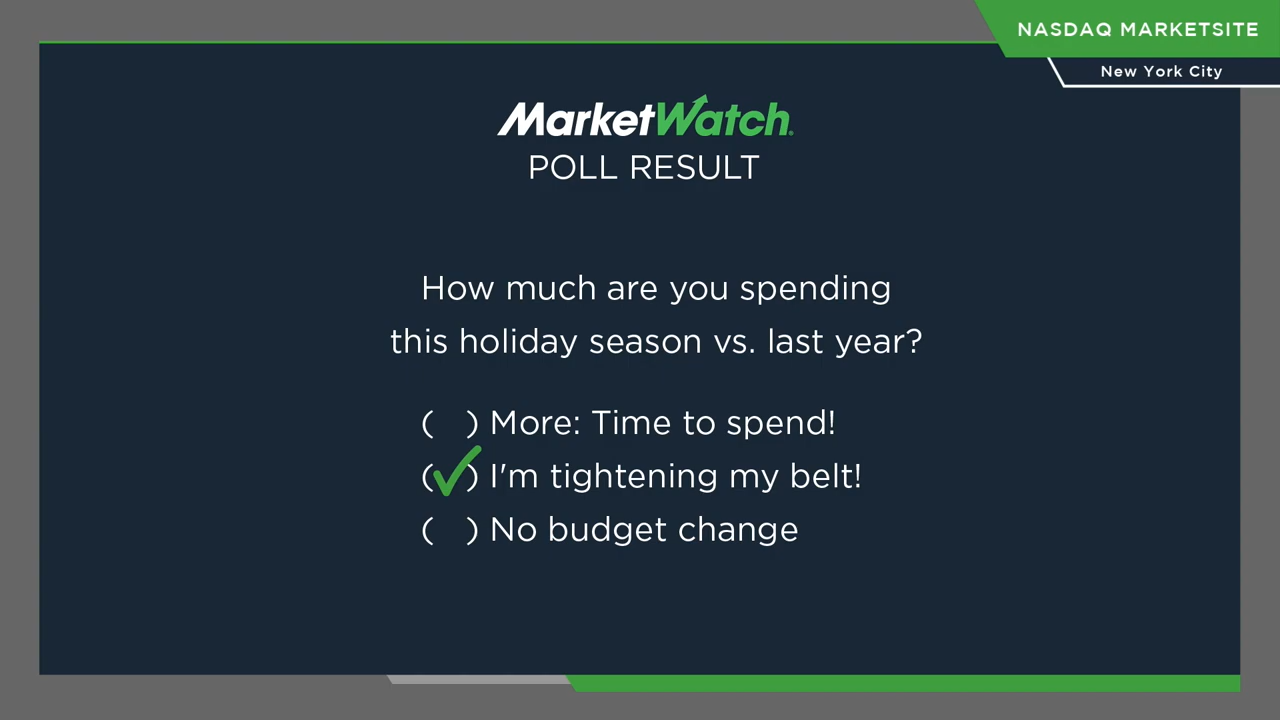 NASDAQ MARKETSITE
New York City
MarketWatch
POLL RESULT
How much are you spending
this holiday season vs. last year?
( ) More: Time to spend!
(✓) I'm tightening my belt!
( ) No budget change